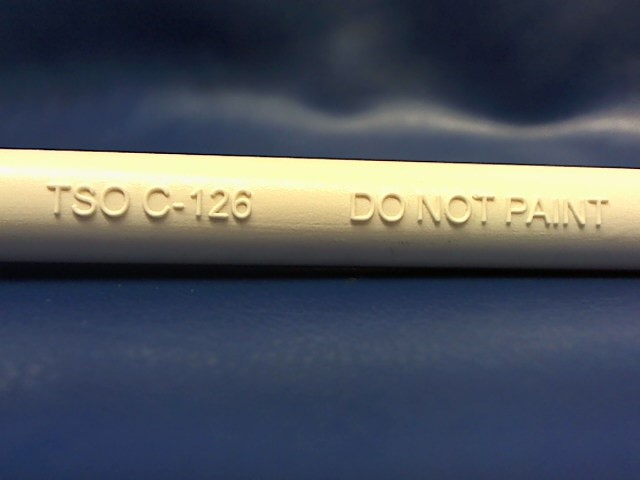 TSO C-126 DO NOT PAINT